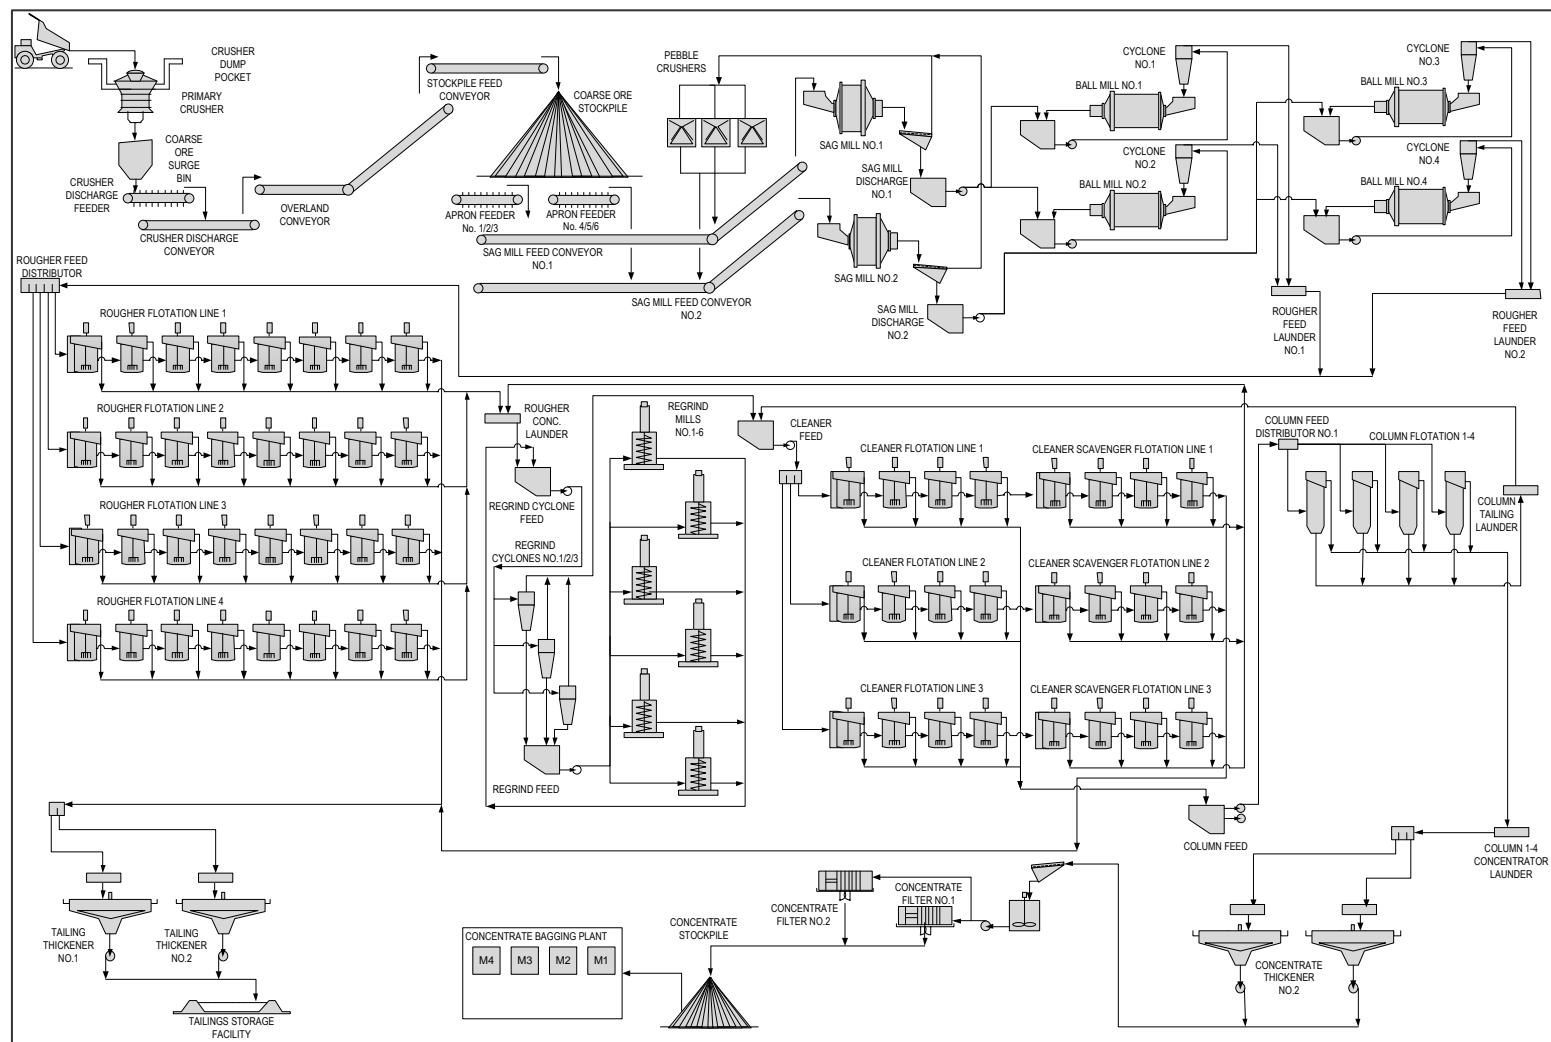 CRUSHER
DUMP
POCKET
PRIMARY
CRUSHER
COARSE
ORE
SURGE
BIN
CRUSHER
DISCHARGE
FEEDER
CRUSHER DISCHARGE
CONVEYOR
OVERLAND
CONVEYOR
STOCKPILE FEED
CONVEYOR
COARSE ORE
STOCKPILE
APRON FEEDER
No. 1/2/3
APRON FEEDER
No. 4/5/6
SAG MILL FEED CONVEYOR
NO.1
SAG MILL FEED CONVEYOR
NO.2
PEBBLE
CRUSHERS
SAG MILL NO.1
SAG MILL NO.2
SAG MILL
DISCHARGE
NO.1
SAG MILL
DISCHARGE
NO.2
CYCLONE
NO.1
BALL MILL NO.1
CYCLONE
NO.2
BALL MILL NO.2
CYCLONE
NO.3
BALL MILL NO.3
CYCLONE
NO.4
BALL MILL NO.4
ROUGHER
FEED
LAUNDER
NO.1
ROUGHER
FEED
LAUNDER
NO.2
ROUGHER FEED
DISTRIBUTOR
ROUGHER FLOTATION LINE 1
ROUGHER FLOTATION LINE 2
ROUGHER FLOTATION LINE 3
ROUGHER FLOTATION LINE 4
ROUGHER
CONC.
LAUNDER
REGRIND CYCLONE
FEED
REGRIND
CYCLONES NO.1/2/3
REGRIND FEED
REGRIND
MILLS
NO.1-6
CLEANER
FEED
CLEANER FLOTATION LINE 1
CLEANER SCAVENGER FLOTATION LINE 1
CLEANER FLOTATION LINE 2
CLEANER SCAVENGER FLOTATION LINE 2
CLEANER FLOTATION LINE 3
CLEANER SCAVENGER FLOTATION LINE 3
COLUMN FEED
DISTRIBUTOR NO.1
COLUMN FLOTATION 1-4
COLUMN
TAILING
LAUNDER
COLUMN FEED
COLUMN 1-4
CONCENTRATOR
LAUNDER
TAILING
THICKENER
NO.1
TAILING
THICKENER
NO.2
TAILINGS STORAGE
FACILITY
CONCENTRATE BAGGING PLANT
M4
M3
M2
M1
CONCENTRATE
STOCKPILE
CONCENTRATE
FILTER NO.2
CONCENTRATE
FILTER NO.1
CONCENTRATE
THICKENER
NO.2